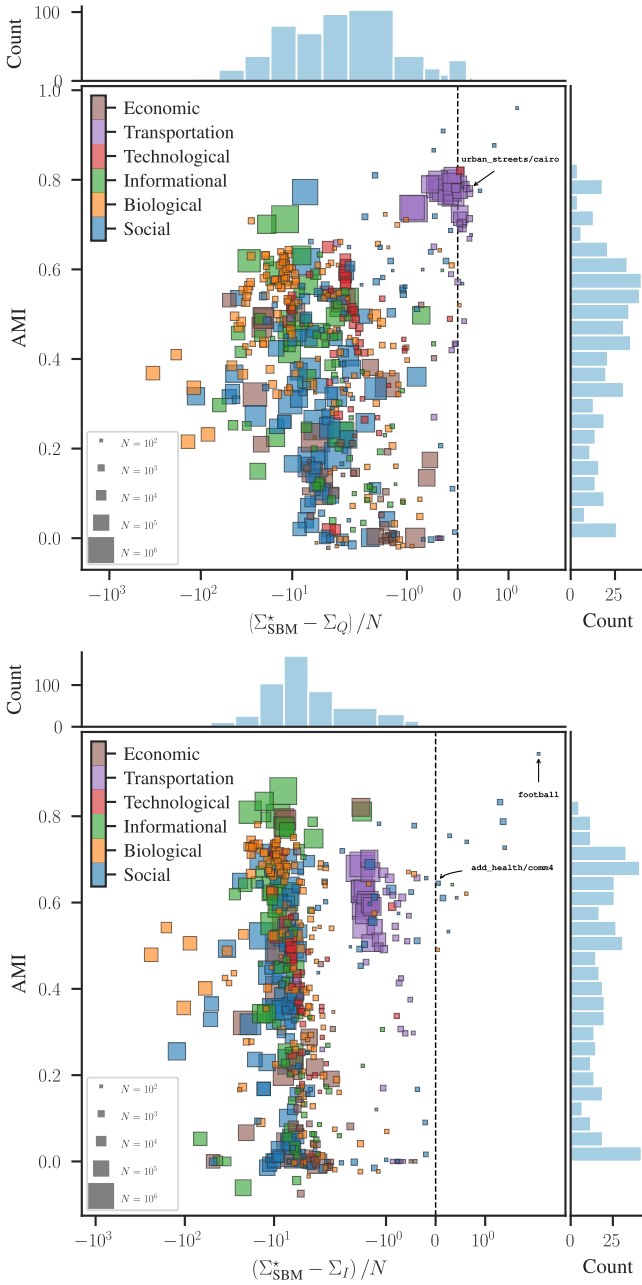 100
Count
0
1.0
0.8
0.6
AMI
0.4
0.2
0.0
Economic
Transportation
Technological
Informational
Biological
Social
urban_streets/cairo
N = 10²
N = 10³
N = 10⁴
N = 10⁵
N = 10⁶
−10³
−10²
−10¹
−10⁰
0
10⁰
0
25
(Σ⋆SBM − ΣQ) /N
Count
Count
100
0
0.8
0.6
AMI
0.4
0.2
0.0
Economic
Transportation
Technological
Informational
Biological
Social
football
add_health/comm4
N = 10²
N = 10³
N = 10⁴
N = 10⁵
N = 10⁶
−10³
−10²
−10¹
−10⁰
0
10⁰
0
25
(Σ⋆SBM − ΣI) /N
Count